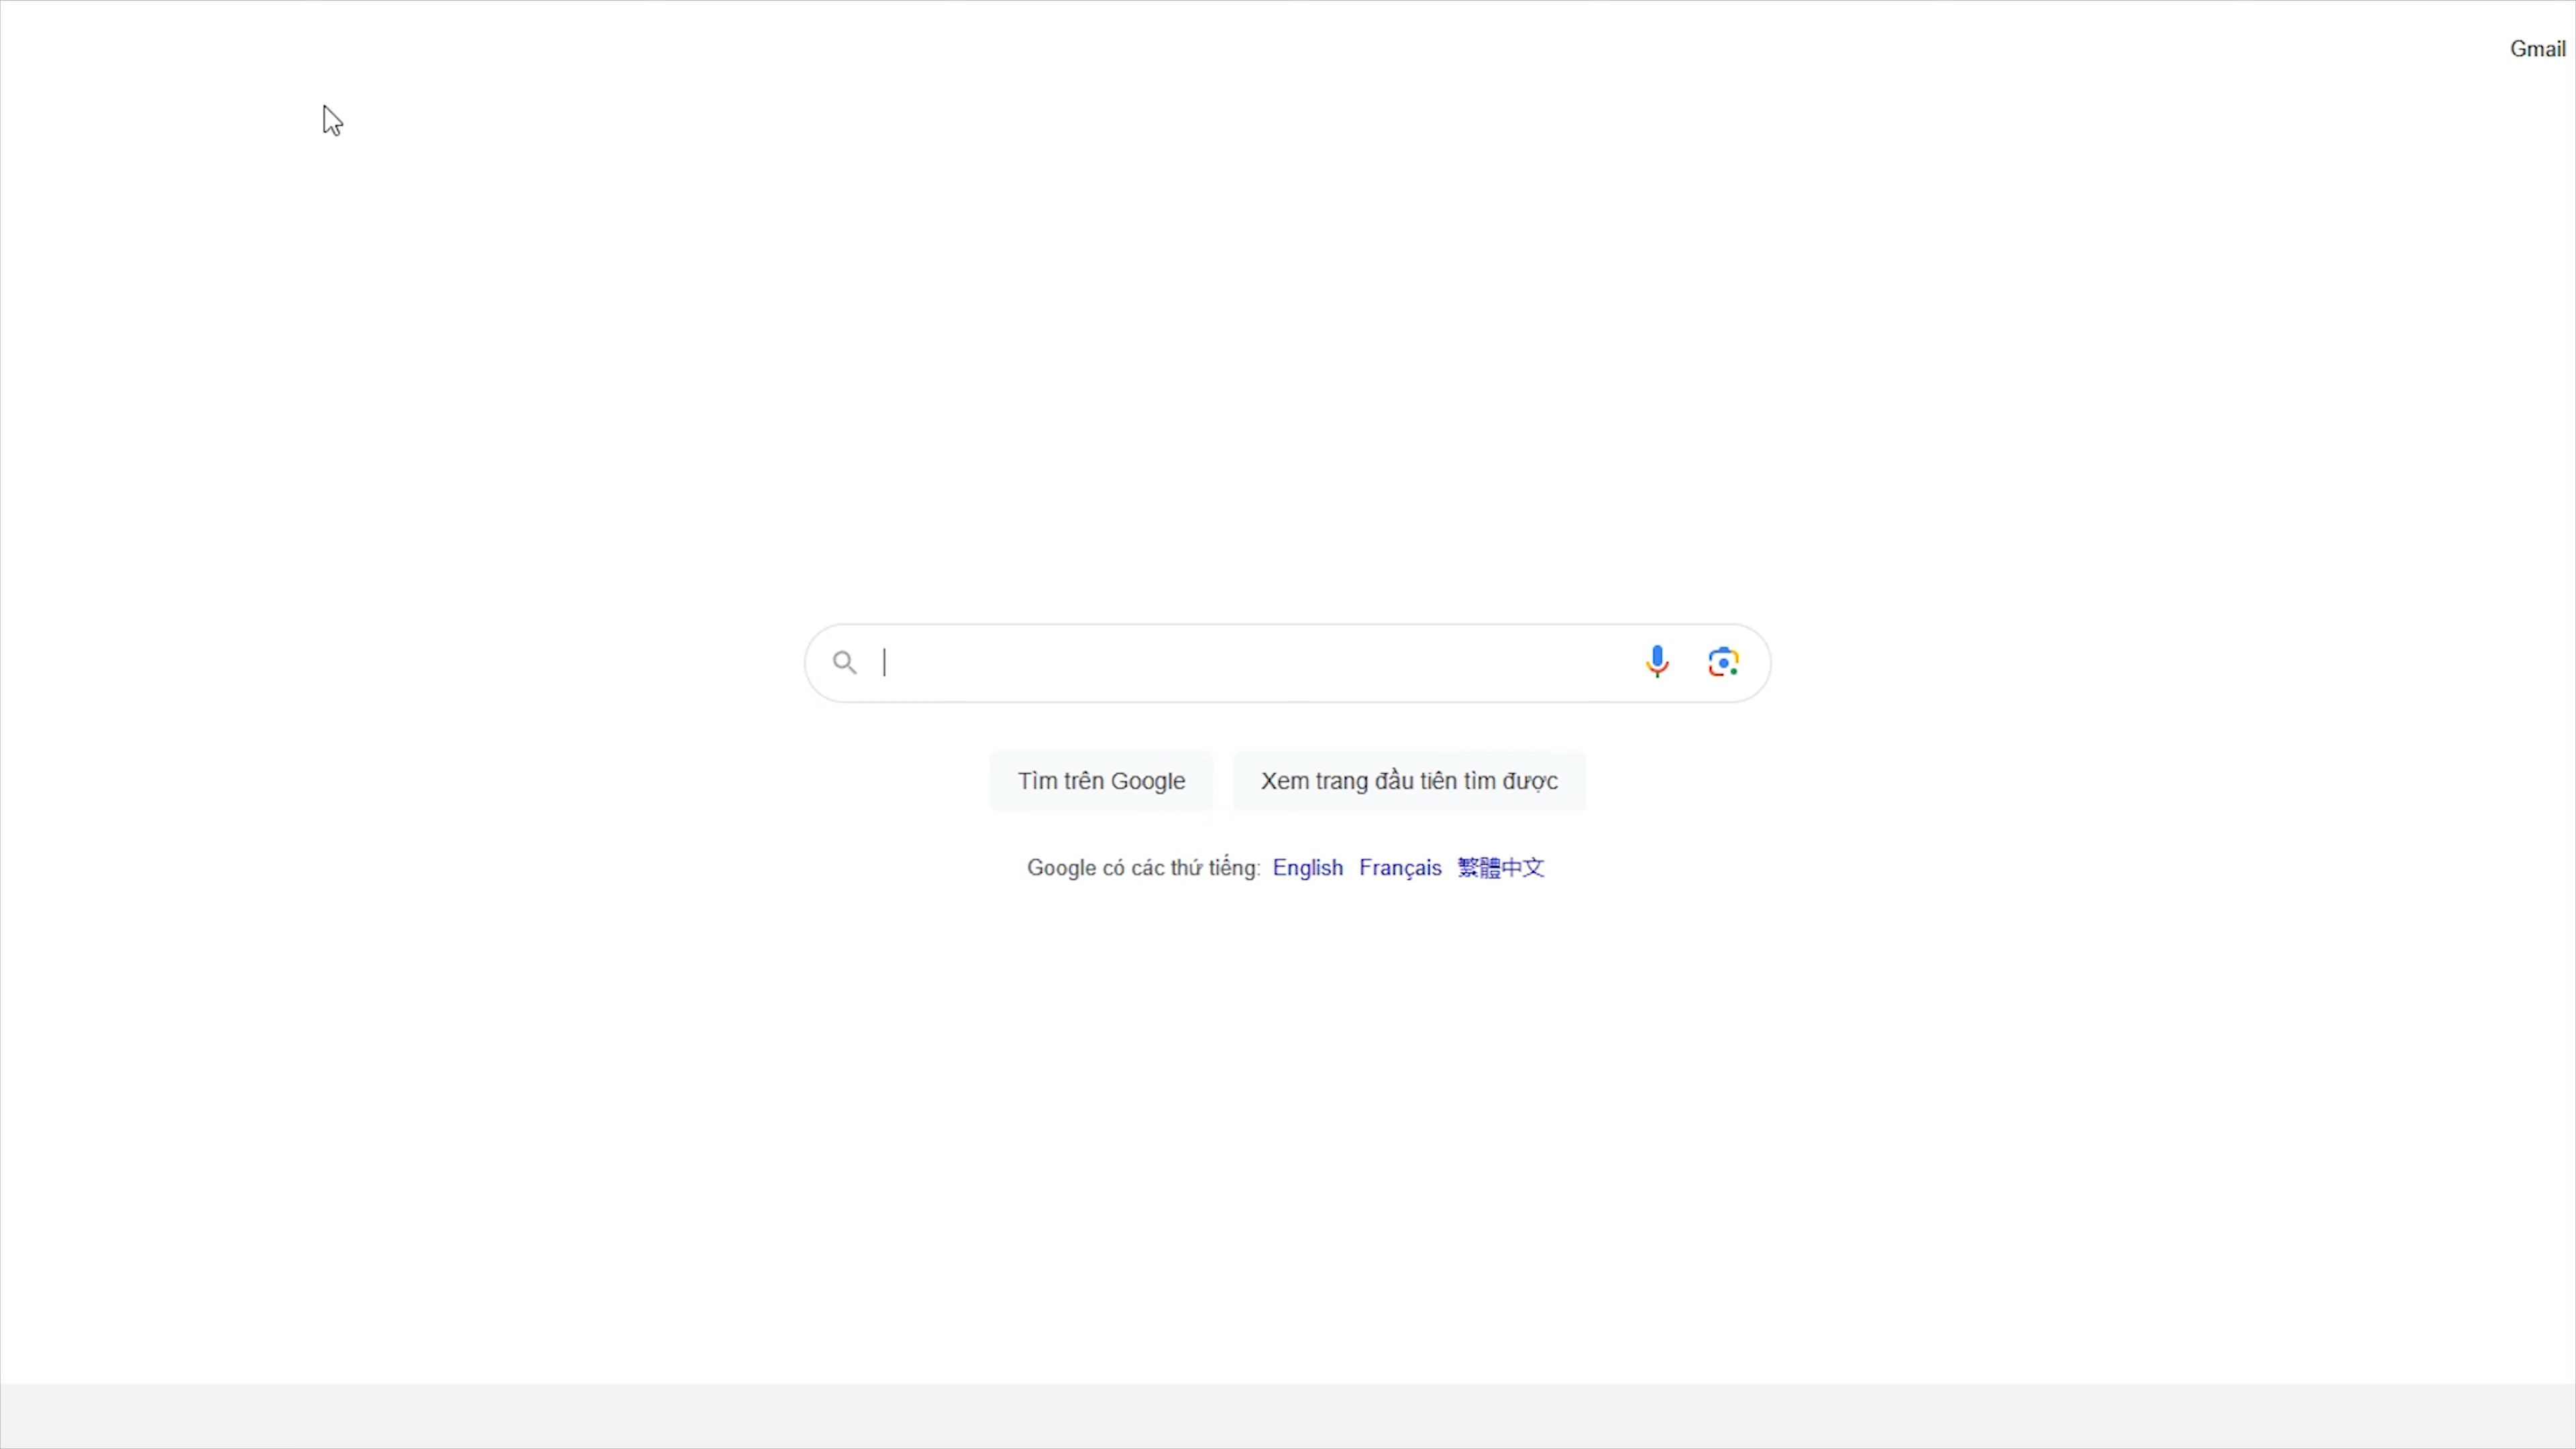 Gmail
Tìm trên Google
Xem trang đầu tiên tìm được
Google có các thứ tiếng: English Français 繁體中文